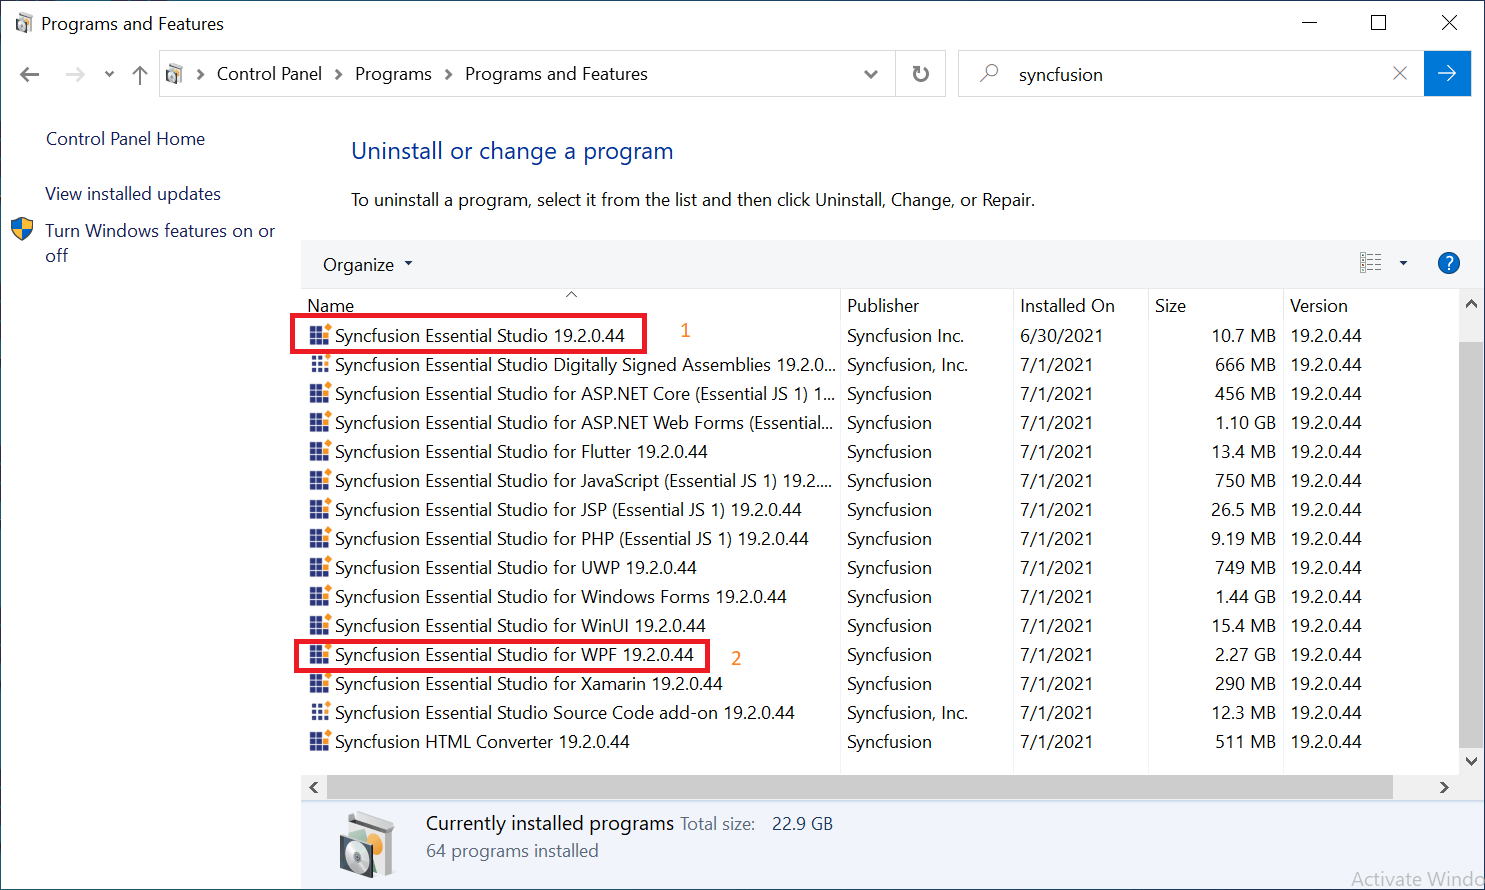 Programs and Features
Control Panel > Programs > Programs and Features
syncfusion
Control Panel Home
View installed updates
Turn Windows features on or
off
Uninstall or change a program
To uninstall a program, select it from the list and then click Uninstall, Change, or Repair.
Organize
?
Name Publisher Installed On Size Version
Syncfusion Essential Studio 19.2.0.44 1 Syncfusion Inc. 6/30/2021 10.7 MB 19.2.0.44
Syncfusion Essential Studio Digitally Signed Assemblies 19.2.0... Syncfusion, Inc. 7/1/2021 666 MB 19.2.0.44
Syncfusion Essential Studio for ASP.NET Core (Essential JS 1) 1... Syncfusion 7/1/2021 456 MB 19.2.0.44
Syncfusion Essential Studio for ASP.NET Web Forms (Essential... Syncfusion 7/1/2021 1.10 GB 19.2.0.44
Syncfusion Essential Studio for Flutter 19.2.0.44 Syncfusion 7/1/2021 13.4 MB 19.2.0.44
Syncfusion Essential Studio for JavaScript (Essential JS 1) 19.2.... Syncfusion 7/1/2021 750 MB 19.2.0.44
Syncfusion Essential Studio for JSP (Essential JS 1) 19.2.0.44 Syncfusion 7/1/2021 26.5 MB 19.2.0.44
Syncfusion Essential Studio for PHP (Essential JS 1) 19.2.0.44 Syncfusion 7/1/2021 9.19 MB 19.2.0.44
Syncfusion Essential Studio for UWP 19.2.0.44 Syncfusion 7/1/2021 749 MB 19.2.0.44
Syncfusion Essential Studio for Windows Forms 19.2.0.44 Syncfusion 7/1/2021 1.44 GB 19.2.0.44
Syncfusion Essential Studio for WinUI 19.2.0.44 Syncfusion 7/1/2021 15.4 MB 19.2.0.44
Syncfusion Essential Studio for WPF 19.2.0.44 2 Syncfusion 7/1/2021 2.27 GB 19.2.0.44
Syncfusion Essential Studio for Xamarin 19.2.0.44 Syncfusion 7/1/2021 290 MB 19.2.0.44
Syncfusion Essential Studio Source Code add-on 19.2.0.44 Syncfusion, Inc. 7/1/2021 12.3 MB 19.2.0.44
Syncfusion HTML Converter 19.2.0.44 Syncfusion 7/1/2021 511 MB 19.2.0.44
Currently installed programs Total size: 22.9 GB
64 programs installed
Activate Windo